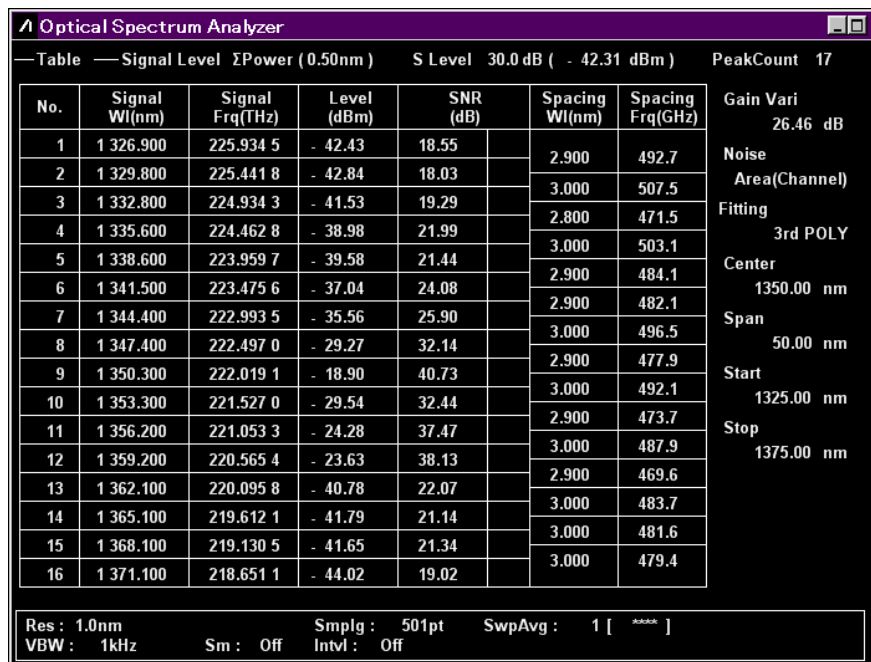 Optical Spectrum Analyzer
Table Signal Level ΣPower ( 0.50nm ) S Level 30.0 dB ( - 42.31 dBm ) PeakCount 17
No. Signal Wl(nm) Signal Frq(THz) Level (dBm) SNR (dB) Spacing Wl(nm) Spacing Frq(GHz)
1 1 326.900 225.934 5 - 42.43 18.55
2.900 492.7
2 1 329.800 225.441 8 - 42.84 18.03
3.000 507.5
3 1 332.800 224.934 3 - 41.53 19.29
2.800 471.5
4 1 335.600 224.462 8 - 38.98 21.99
3.000 503.1
5 1 338.600 223.959 7 - 39.58 21.44
2.900 484.1
6 1 341.500 223.475 6 - 37.04 24.08
2.900 482.1
7 1 344.400 222.993 5 - 35.56 25.90
3.000 496.5
8 1 347.400 222.497 0 - 29.27 32.14
2.900 477.9
9 1 350.300 222.019 1 - 18.90 40.73
3.000 492.1
10 1 353.300 221.527 0 - 29.54 32.44
2.900 473.7
11 1 356.200 221.053 3 - 24.28 37.47
3.000 487.9
12 1 359.200 220.565 4 - 23.63 38.13
2.900 469.6
13 1 362.100 220.095 8 - 40.78 22.07
3.000 483.7
14 1 365.100 219.612 1 - 41.79 21.14
3.000 481.6
15 1 368.100 219.130 5 - 41.65 21.34
3.000 479.4
16 1 371.100 218.651 1 - 44.02 19.02
Gain Vari
26.46 dB
Noise
Area(Channel)
Fitting
3rd POLY
Center
1350.00 nm
Span
50.00 nm
Start
1325.00 nm
Stop
1375.00 nm
Res : 1.0nm Smplg : 501pt SwpAvg : 1 [ **** ]
VBW : 1kHz Sm : Off Intvl : Off